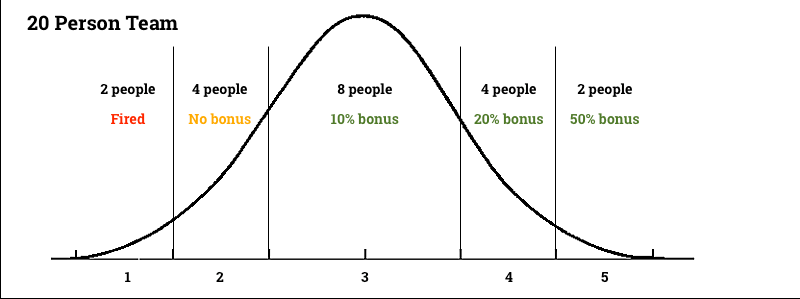 20 Person Team
2 people
Fired
4 people
No bonus
8 people
10% bonus
4 people
20% bonus
2 people
50% bonus
1
2
3
4
5